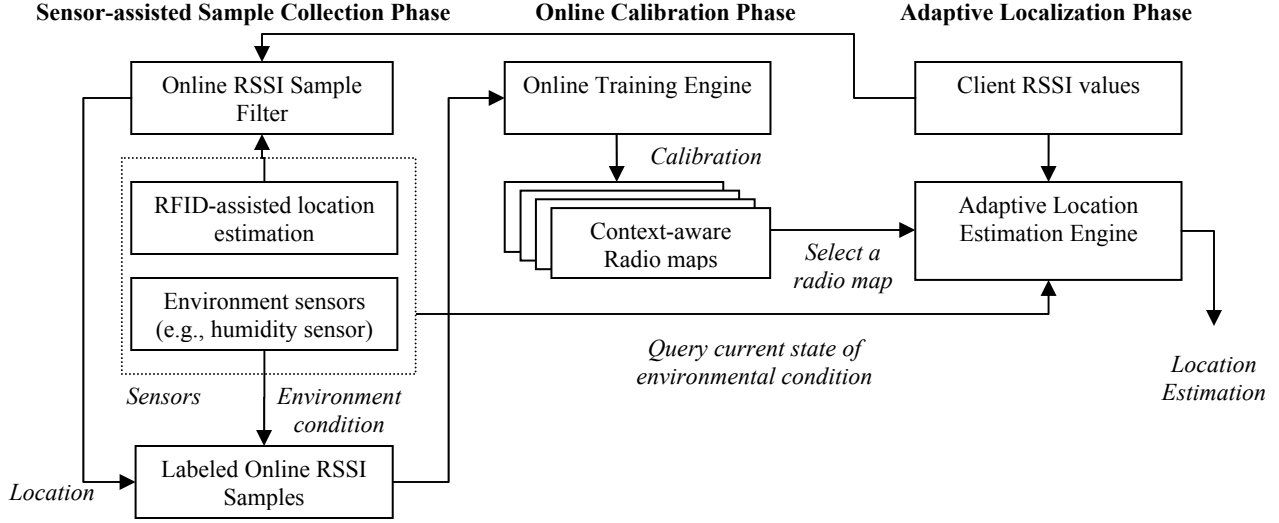 Sensor-assisted Sample Collection Phase
Online Calibration Phase
Adaptive Localization Phase
Online RSSI Sample
Filter
Online Training Engine
Client RSSI values
Calibration
RFID-assisted location
estimation
Context-aware
Radio maps
Select a
radio map
Adaptive Location
Estimation Engine
Environment sensors
(e.g., humidity sensor)
Query current state of
environmental condition
Location
Estimation
Sensors
Environment
condition
Labeled Online RSSI
Samples
Location